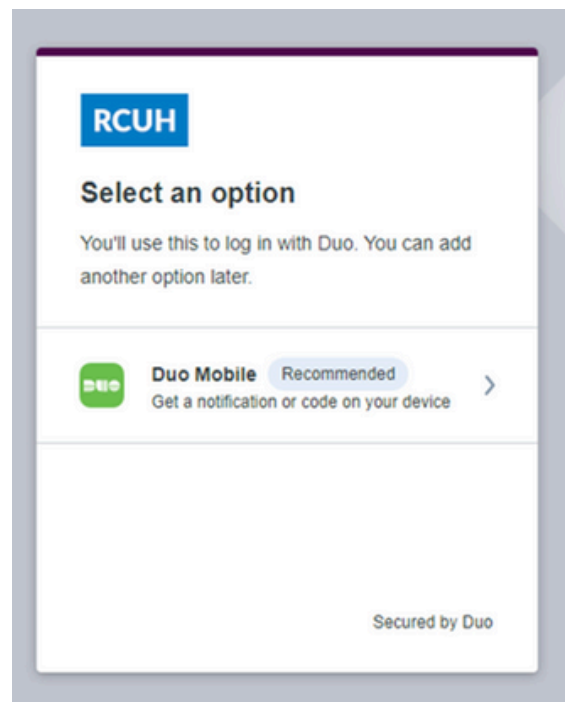 RCUH
Select an option
You'll use this to log in with Duo. You can add
another option later.
Duo Mobile Recommended
DUO
Get a notification or code on your device
Secured by Duo